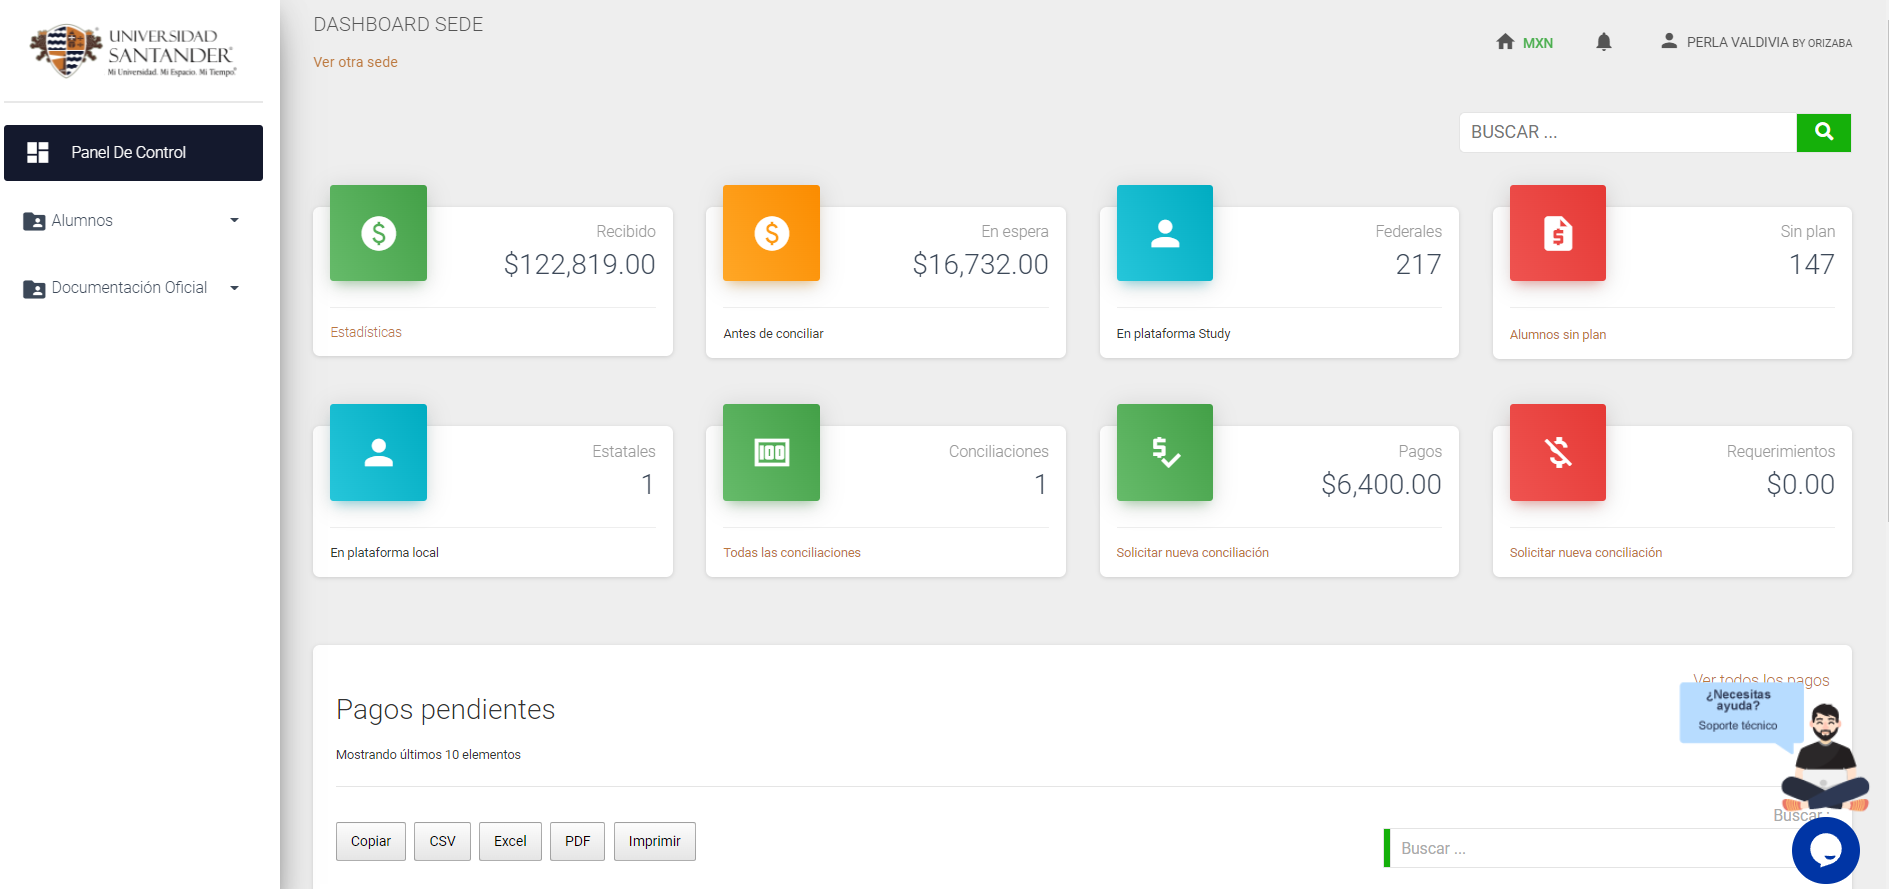 UNIVERSIDAD
SANTANDER
Mi Universidad. Mi Espacio. Mi Tiempo
Panel De Control
Alumnos
Documentación Oficial
DASHBOARD SEDE
Ver otra sede
MXN
PERLA VALDIVIA BY ORIZABA
BUSCAR ...
Recibido
$122,819.00
Estadísticas
En espera
$16,732.00
Antes de conciliar
Federales
217
En plataforma Study
Sin plan
147
Alumnos sin plan
Estatales
1
En plataforma local
Conciliaciones
1
Todas las conciliaciones
Pagos
$6,400.00
Solicitar nueva conciliación
Requerimientos
$0.00
Solicitar nueva conciliación
Ver todos los pagos
Pagos pendientes
Mostrando últimos 10 elementos
¿Necesitas
ayuda?
Soporte técnico
Copiar CSV Excel PDF Imprimir
Buscar :
Buscar ...